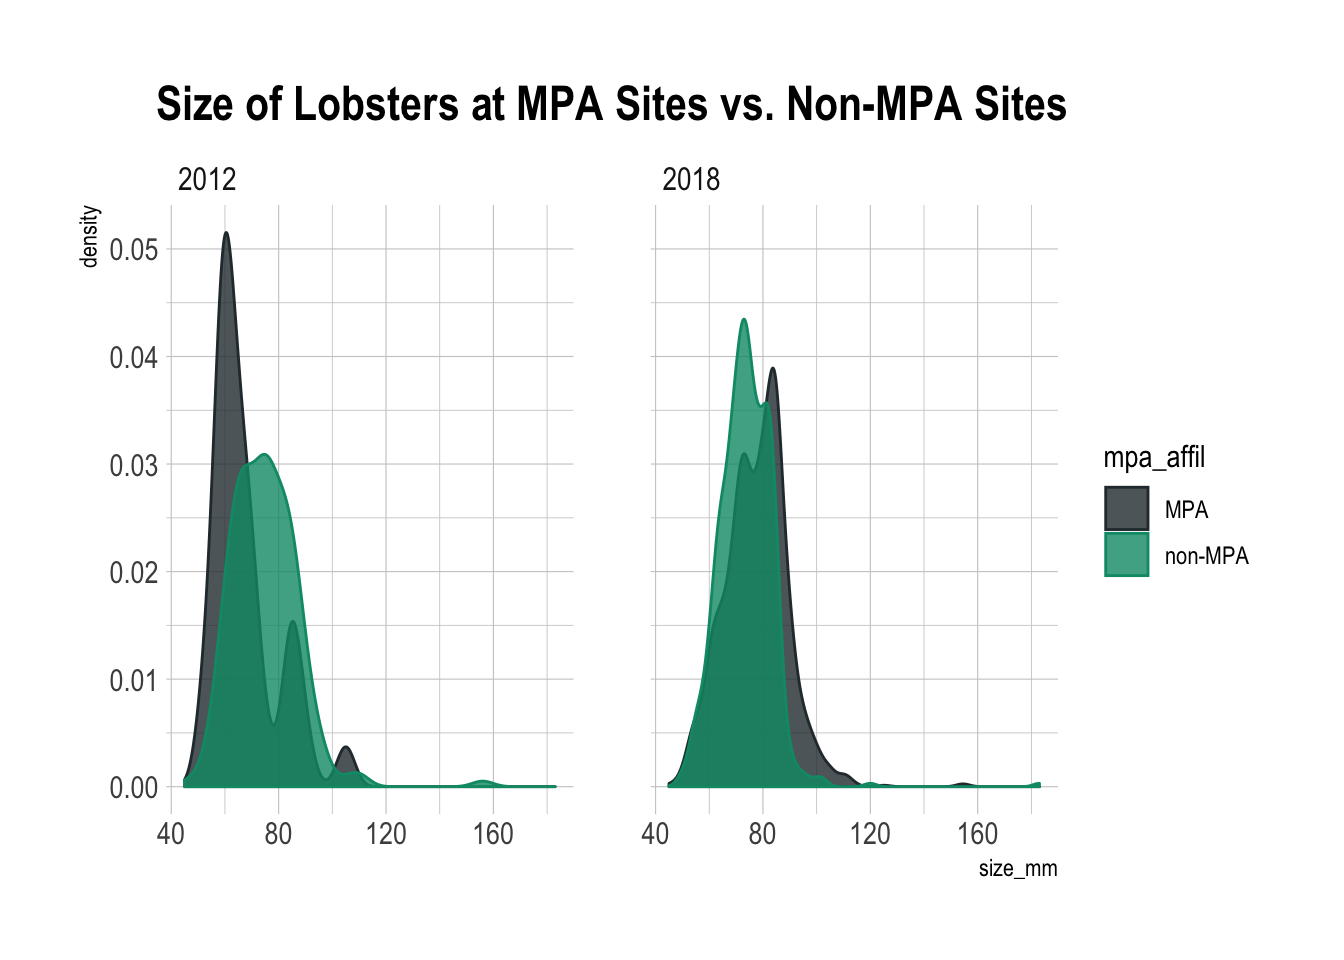 Size of Lobsters at MPA Sites vs. Non-MPA Sites
2012
2018
density
0.05
0.04
0.03
0.02
0.01
0.00
40 80 120 160
40 80 120 160
size_mm
mpa_affil
MPA
non-MPA